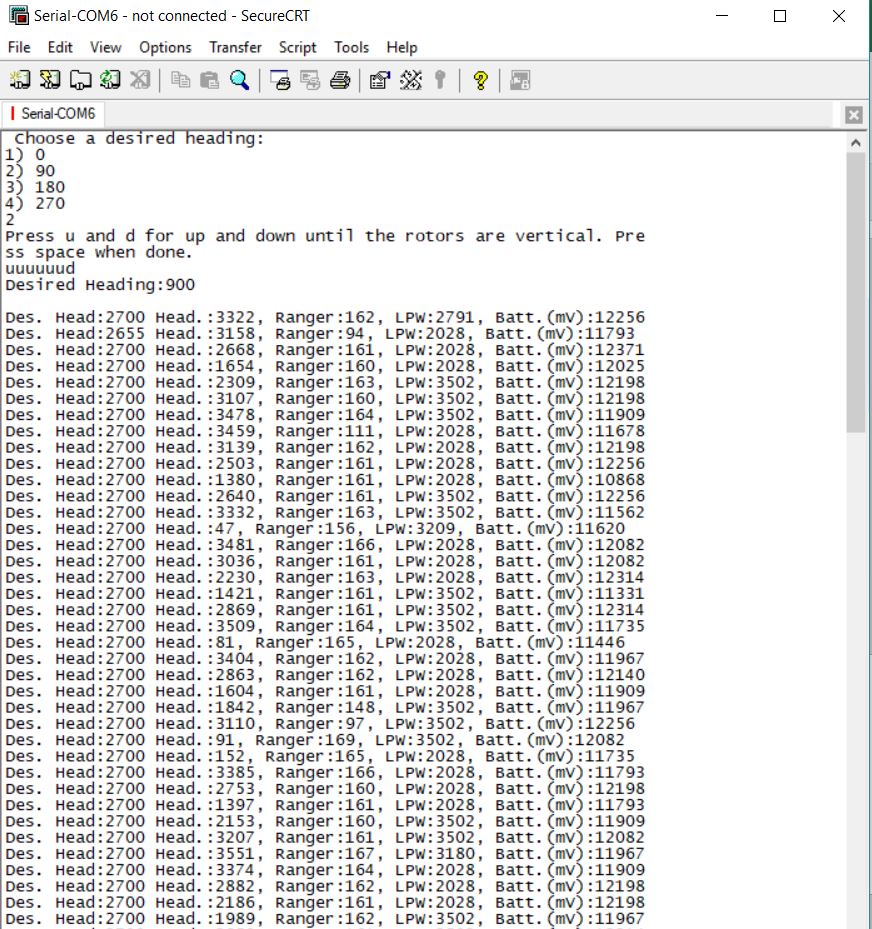 Serial-COM6 - not connected - SecureCRT
File Edit View Options Transfer Script Tools Help
Serial-COM6
Choose a desired heading:
1) 0
2) 90
3) 180
4) 270
2
Press u and d for up and down until the rotors are vertical. Pre
ss space when done.
uuuuuud
Desired Heading:900
Des. Head:2700 Head.:3322, Ranger:162, LPW:2791, Batt.(mV):12256
Des. Head:2655 Head.:3158, Ranger:94, LPW:2028, Batt.(mV):11793
Des. Head:2700 Head.:2668, Ranger:161, LPW:2028, Batt.(mV):12371
Des. Head:2700 Head.:1654, Ranger:160, LPW:2028, Batt.(mV):12025
Des. Head:2700 Head.:2309, Ranger:163, LPW:3502, Batt.(mV):12198
Des. Head:2700 Head.:3107, Ranger:160, LPW:3502, Batt.(mV):12198
Des. Head:2700 Head.:3478, Ranger:164, LPW:3502, Batt.(mV):11909
Des. Head:2700 Head.:3459, Ranger:111, LPW:2028, Batt.(mV):11678
Des. Head:2700 Head.:3139, Ranger:162, LPW:2028, Batt.(mV):12198
Des. Head:2700 Head.:2503, Ranger:161, LPW:2028, Batt.(mV):12256
Des. Head:2700 Head.:1380, Ranger:161, LPW:2028, Batt.(mV):10868
Des. Head:2700 Head.:2640, Ranger:161, LPW:3502, Batt.(mV):12256
Des. Head:2700 Head.:3332, Ranger:163, LPW:3502, Batt.(mV):11562
Des. Head:2700 Head.:47, Ranger:156, LPW:3209, Batt.(mV):11620
Des. Head:2700 Head.:3481, Ranger:166, LPW:2028, Batt.(mV):12082
Des. Head:2700 Head.:3036, Ranger:161, LPW:2028, Batt.(mV):12082
Des. Head:2700 Head.:2230, Ranger:163, LPW:2028, Batt.(mV):12314
Des. Head:2700 Head.:1421, Ranger:161, LPW:3502, Batt.(mV):11331
Des. Head:2700 Head.:2869, Ranger:161, LPW:3502, Batt.(mV):12314
Des. Head:2700 Head.:3509, Ranger:164, LPW:3502, Batt.(mV):11735
Des. Head:2700 Head.:81, Ranger:165, LPW:2028, Batt.(mV):11446
Des. Head:2700 Head.:3404, Ranger:162, LPW:2028, Batt.(mV):11967
Des. Head:2700 Head.:2863, Ranger:162, LPW:2028, Batt.(mV):12140
Des. Head:2700 Head.:1604, Ranger:161, LPW:2028, Batt.(mV):11909
Des. Head:2700 Head.:1842, Ranger:148, LPW:3502, Batt.(mV):11967
Des. Head:2700 Head.:3110, Ranger:97, LPW:3502, Batt.(mV):12256
Des. Head:2700 Head.:91, Ranger:169, LPW:3502, Batt.(mV):12082
Des. Head:2700 Head.:152, Ranger:165, LPW:2028, Batt.(mV):11735
Des. Head:2700 Head.:3385, Ranger:166, LPW:2028, Batt.(mV):11793
Des. Head:2700 Head.:2753, Ranger:160, LPW:2028, Batt.(mV):12198
Des. Head:2700 Head.:1397, Ranger:161, LPW:2028, Batt.(mV):11793
Des. Head:2700 Head.:2153, Ranger:160, LPW:3502, Batt.(mV):11909
Des. Head:2700 Head.:3207, Ranger:161, LPW:3502, Batt.(mV):12082
Des. Head:2700 Head.:3551, Ranger:167, LPW:3180, Batt.(mV):11967
Des. Head:2700 Head.:3374, Ranger:164, LPW:2028, Batt.(mV):11909
Des. Head:2700 Head.:2882, Ranger:162, LPW:2028, Batt.(mV):12198
Des. Head:2700 Head.:2186, Ranger:161, LPW:2028, Batt.(mV):12198
Des. Head:2700 Head.:1989, Ranger:162, LPW:3502, Batt.(mV):11967